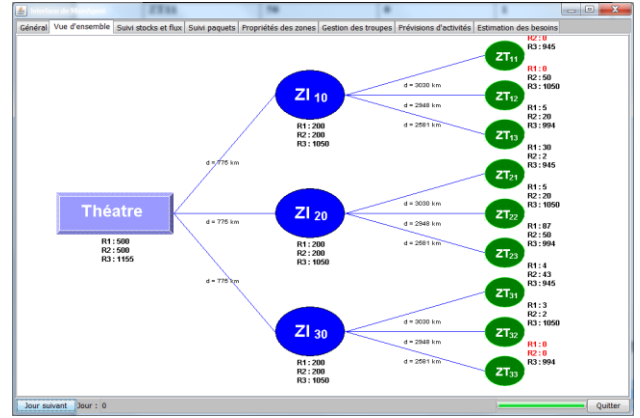 Général Vue d'ensemble Suivi stocks et flux Suivi paquets Propriétés des zones Gestion des troupes Prévisions d'activités Estimation des besoins
R2:0
R3:945
ZT11
R1:0
R2:50
R3:1050
ZT12
R1:5
R2:20
R3:994
ZT13
ZI 10
R1:200
R2:200
R3:1050
d = 3030 km
d = 2948 km
d = 2581 km
d = 775 km
R1:30
R2:2
R3:945
ZT21
R1:5
R2:20
R3:1050
ZT22
R1:87
R2:50
R3:994
ZT23
Théatre
R1:500
R2:500
R3:1155
d = 775 km
ZI 20
R1:200
R2:200
R3:1050
d = 3030 km
d = 2948 km
d = 2581 km
d = 775 km
R1:4
R2:43
R3:945
ZT31
R1:3
R2:2
R3:1050
ZT32
R1:0
R2:0
R3:994
ZT33
ZI 30
R1:200
R2:200
R3:1050
d = 3030 km
d = 2948 km
d = 2581 km
Jour suivant Jour : 0 Quitter